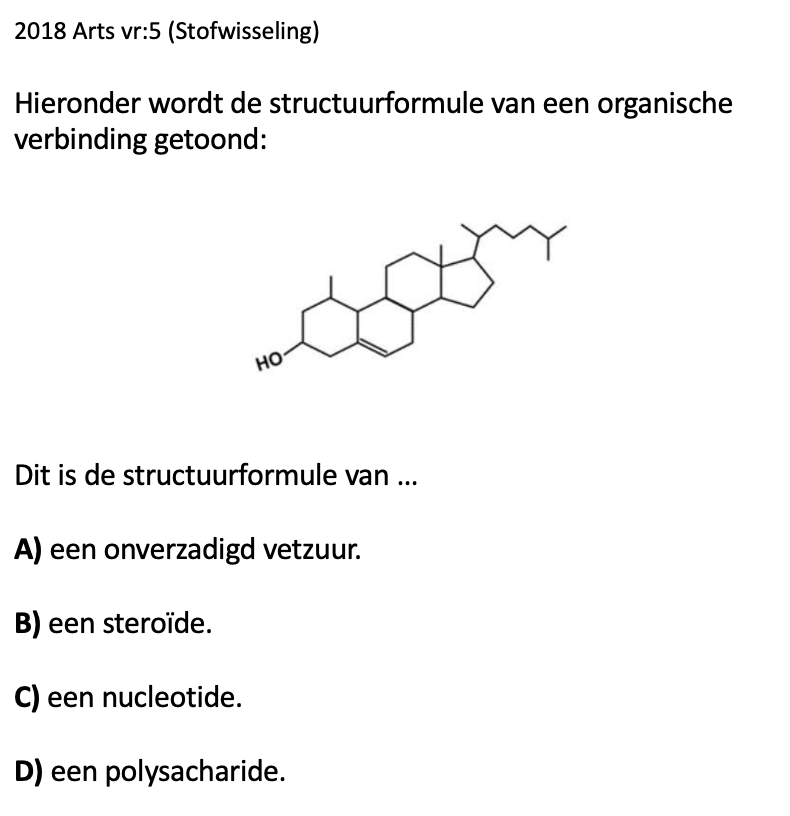 2018 Arts vr:5 (Stofwisseling)
Hieronder wordt de structuurformule van een organische
verbinding getoond:
HO
Dit is de structuurformule van ...
A) een onverzadigd vetzuur.
B) een steroïde.
C) een nucleotide.
D) een polysacharide.